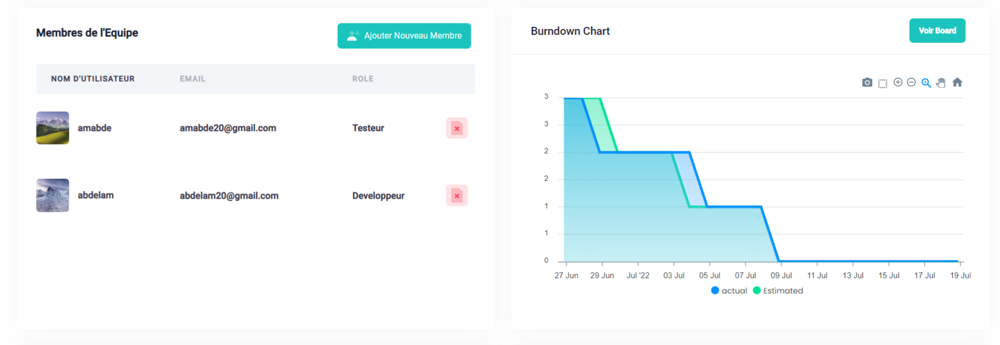 Membres de l'Equipe
Ajouter Nouveau Membre
NOM D'UTILISATEUR EMAIL ROLE
amabde amabde20@gmail.com Testeur
abdelam abdelam20@gmail.com Developpeur
Burndown Chart
Voir Board
3
3
2
2
1
1
0
27 Jun 29 Jun Jul '22 03 Jul 05 Jul 07 Jul 09 Jul 11 Jul 13 Jul 15 Jul 17 Jul 19 Jul
actual Estimated